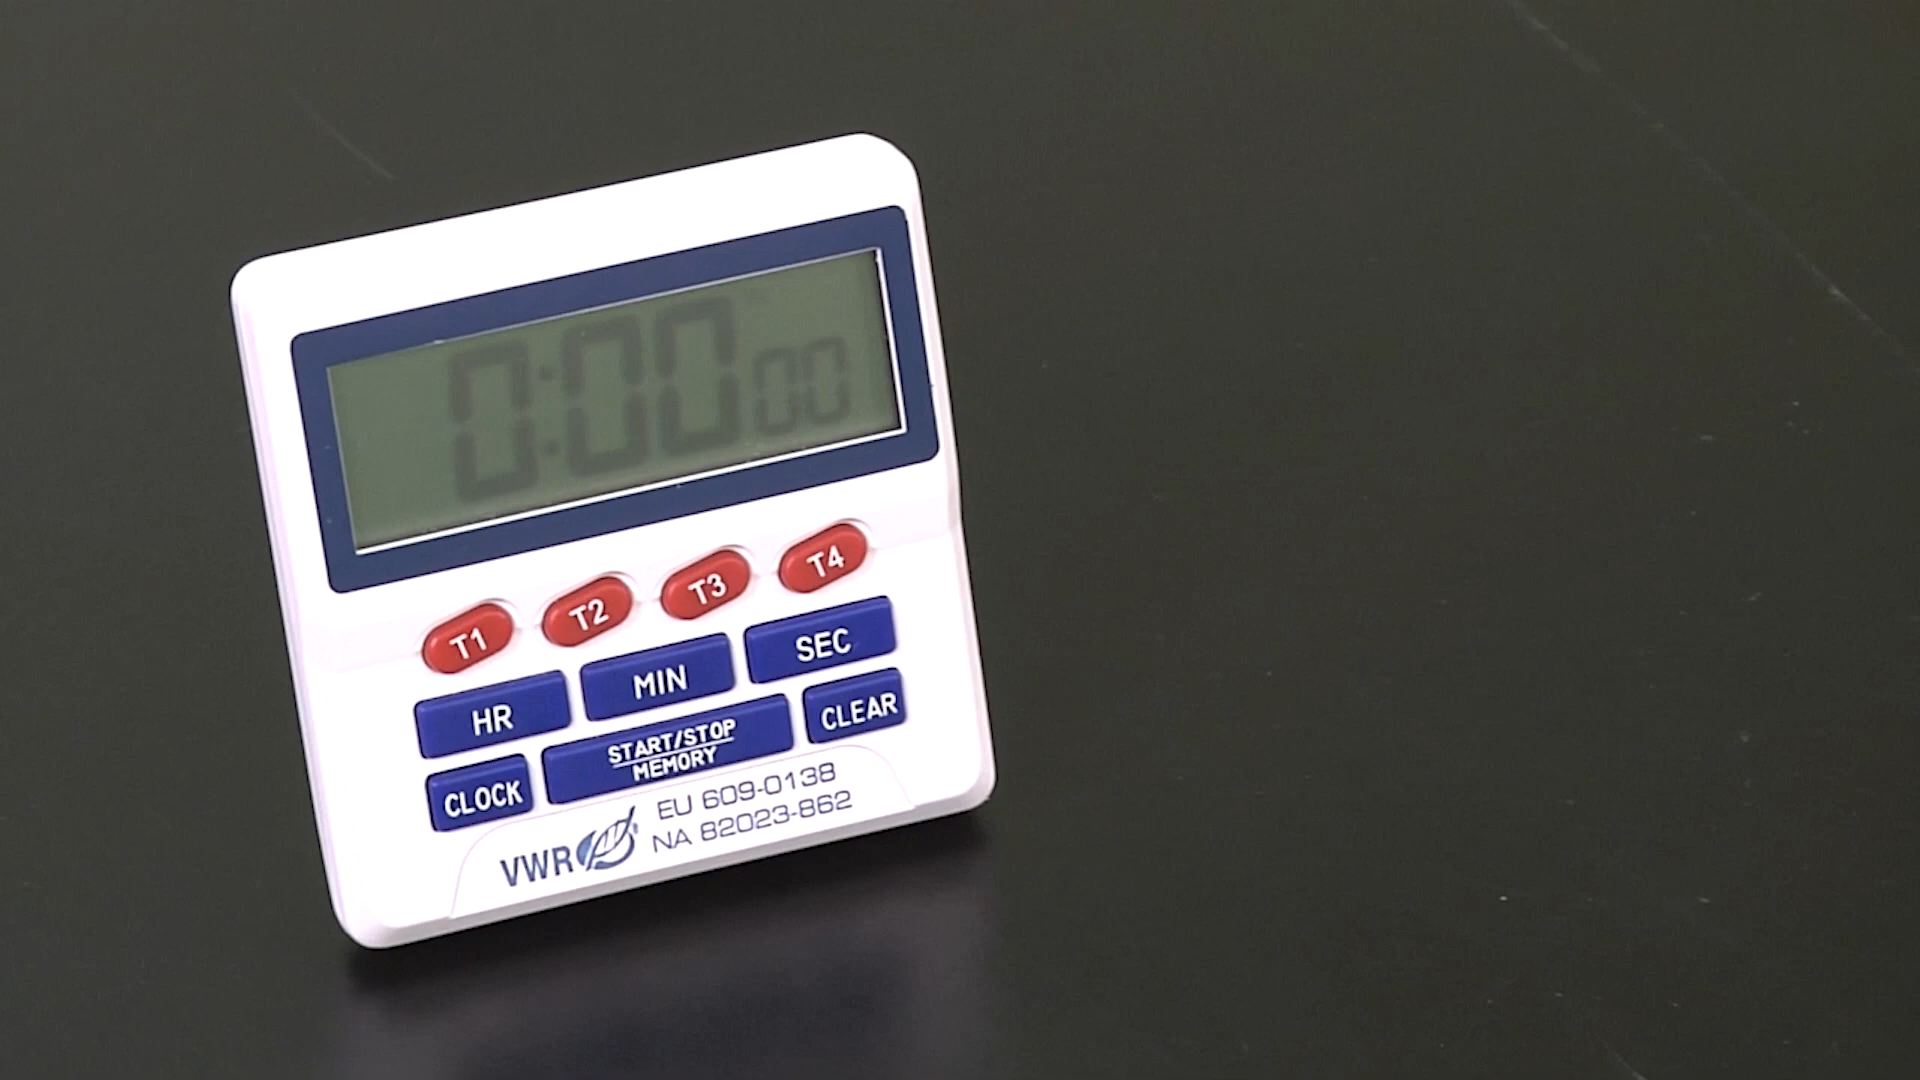 0:00 00
T1 T2 T3 T4
HR MIN SEC
CLOCK START/STOP CLEAR
MEMORY
VWR EU 609-0138
NA 82023-862